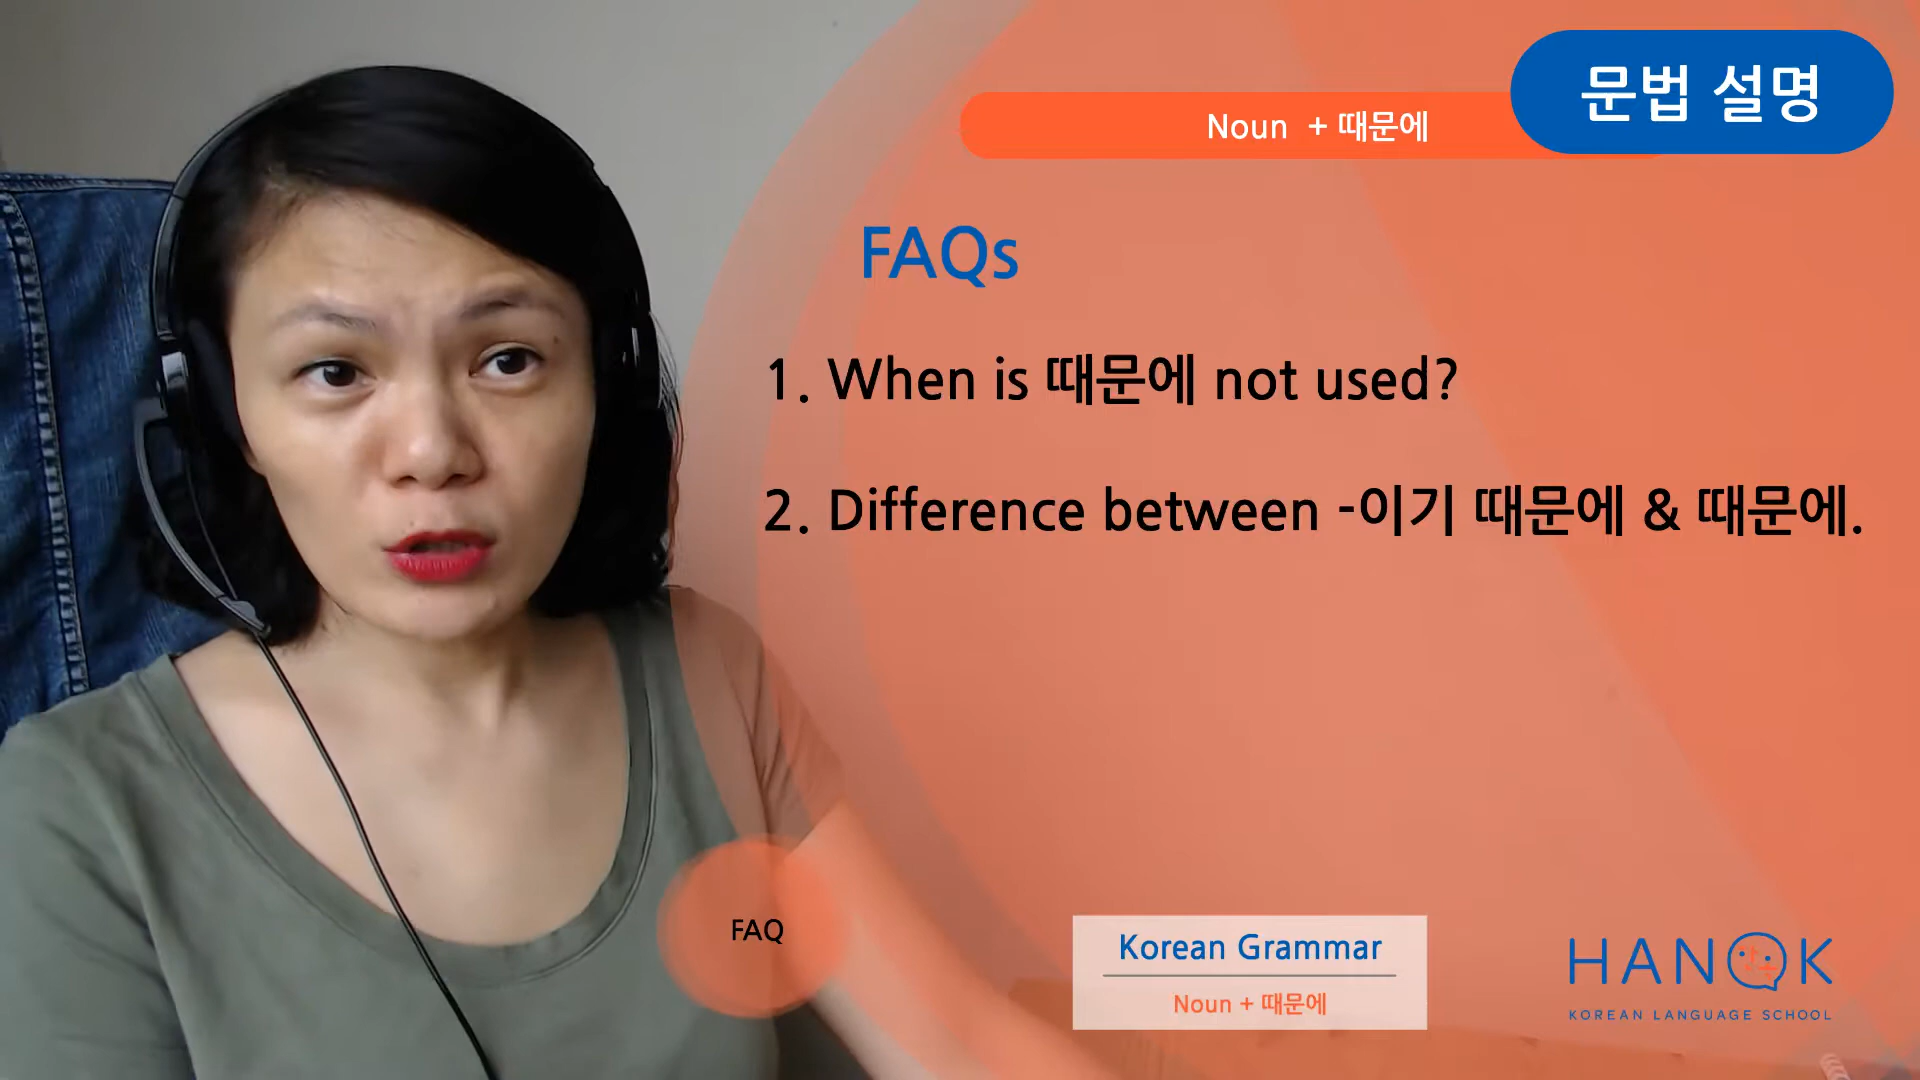 문법 설명
Noun + 때문에
FAQs
1. When is 때문에 not used?
2. Difference between -이기 때문에 & 때문에.
FAQ
Korean Grammar
Noun + 때문에
HANOK
KOREAN LANGUAGE SCHOOL